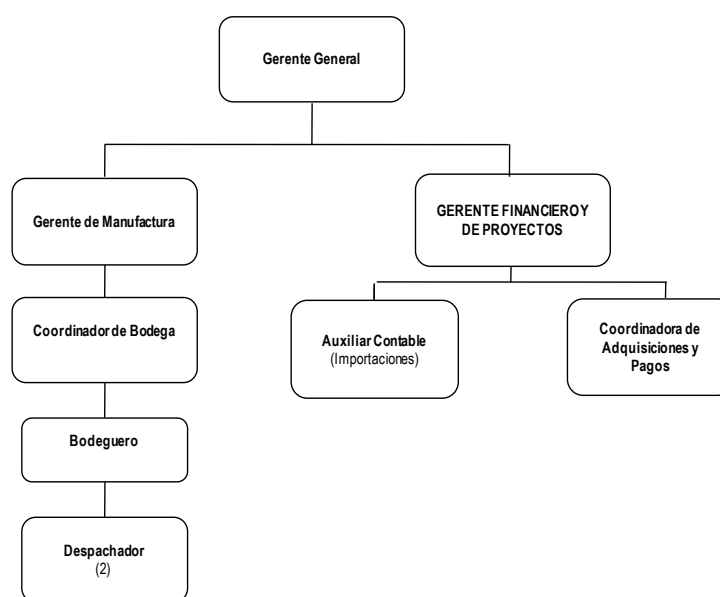 Gerente General
Gerente de Manufactura
GERENTE FINANCIERO Y
DE PROYECTOS
Coordinador de Bodega
Auxiliar Contable
(Importaciones)
Coordinadora de
Adquisiciones y
Pagos
Bodeguero
Despachador
(2)